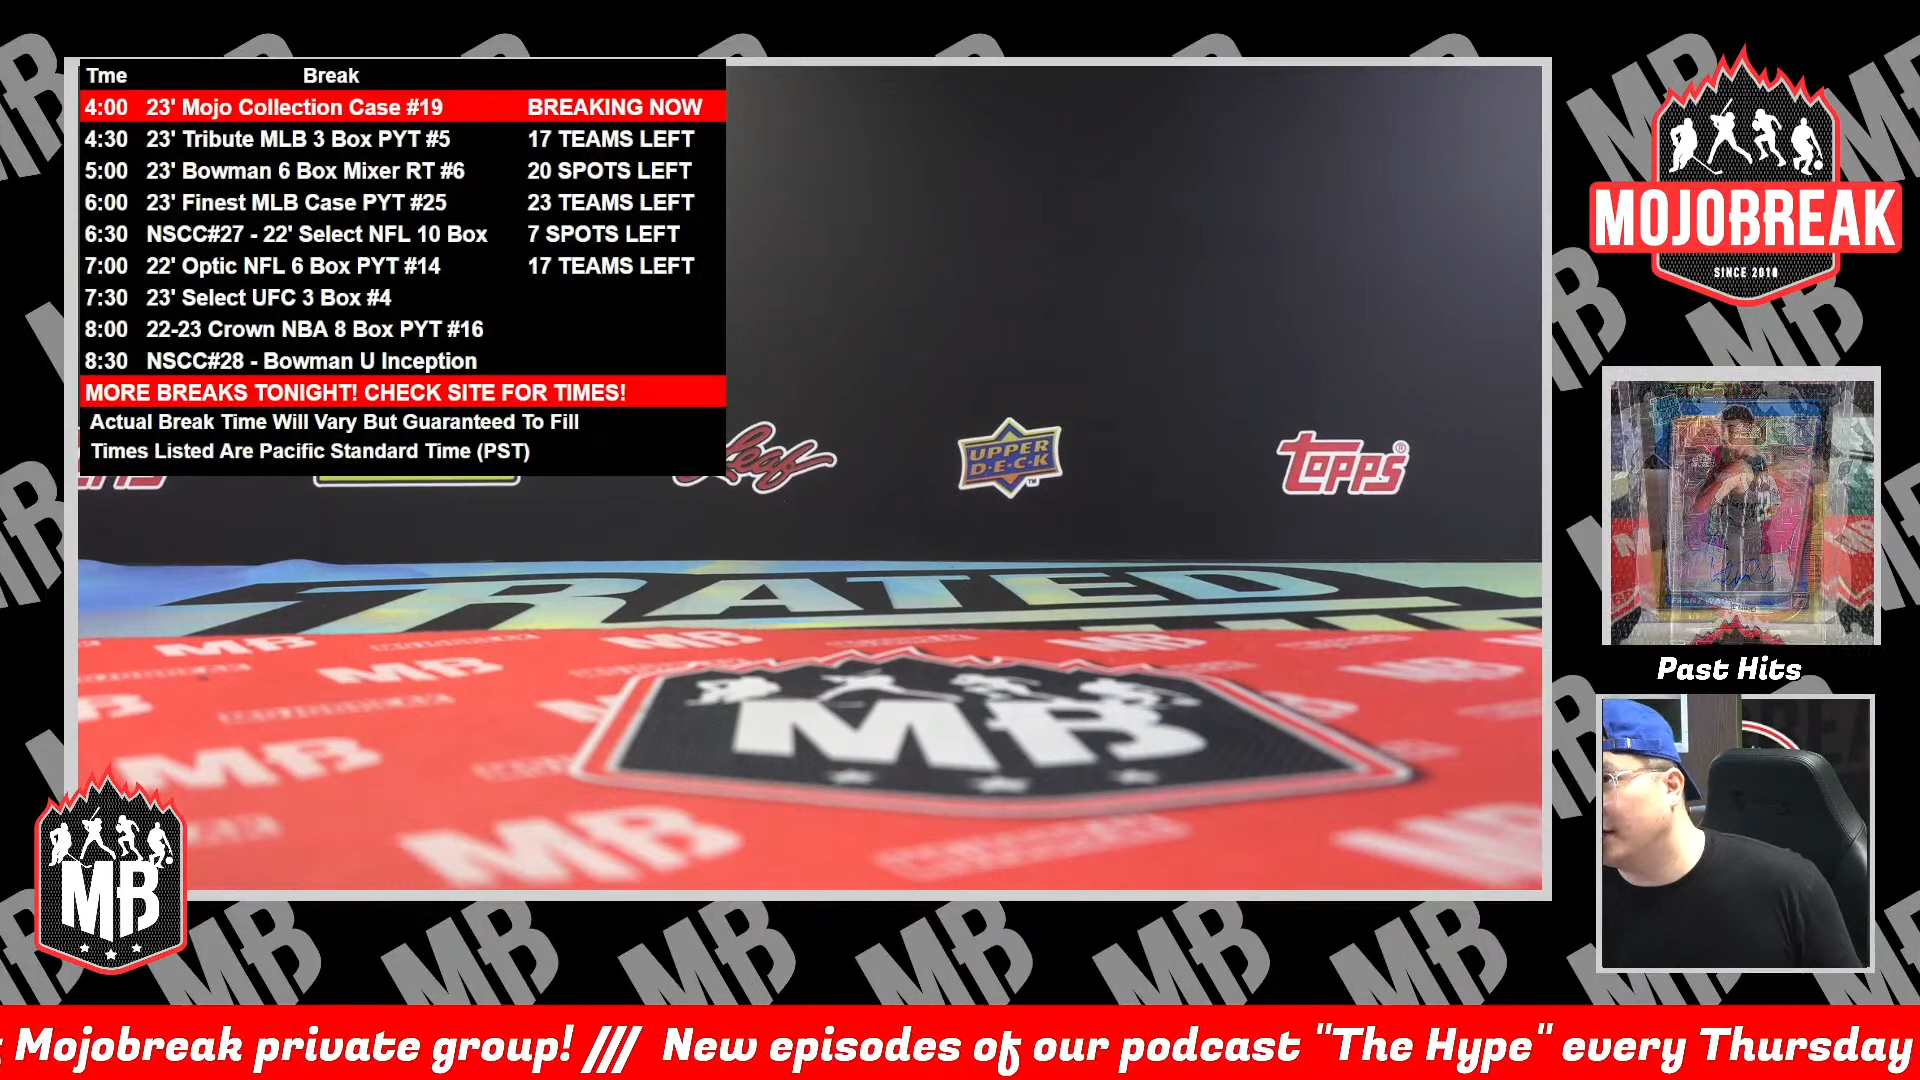 Tme Break
4:00 23' Mojo Collection Case #19 BREAKING NOW
4:30 23' Tribute MLB 3 Box PYT #5 17 TEAMS LEFT
5:00 23' Bowman 6 Box Mixer RT #6 20 SPOTS LEFT
6:00 23' Finest MLB Case PYT #25 23 TEAMS LEFT
6:30 NSCC#27 - 22' Select NFL 10 Box 7 SPOTS LEFT
7:00 22' Optic NFL 6 Box PYT #14 17 TEAMS LEFT
7:30 23' Select UFC 3 Box #4
8:00 22-23 Crown NBA 8 Box PYT #16
8:30 NSCC#28 - Bowman U Inception
MORE BREAKS TONIGHT! CHECK SITE FOR TIMES!
Actual Break Time Will Vary But Guaranteed To Fill
Times Listed Are Pacific Standard Time (PST)
Leaf
UPPER
D·E·C·K
TM
TOPPS®
RATED
MB
MB
MOJOBREAK
SINCE 2010
FRANZ WAGNER
Past Hits
Mojobreak private group! /// New episodes of our podcast "The Hype" every Thursday